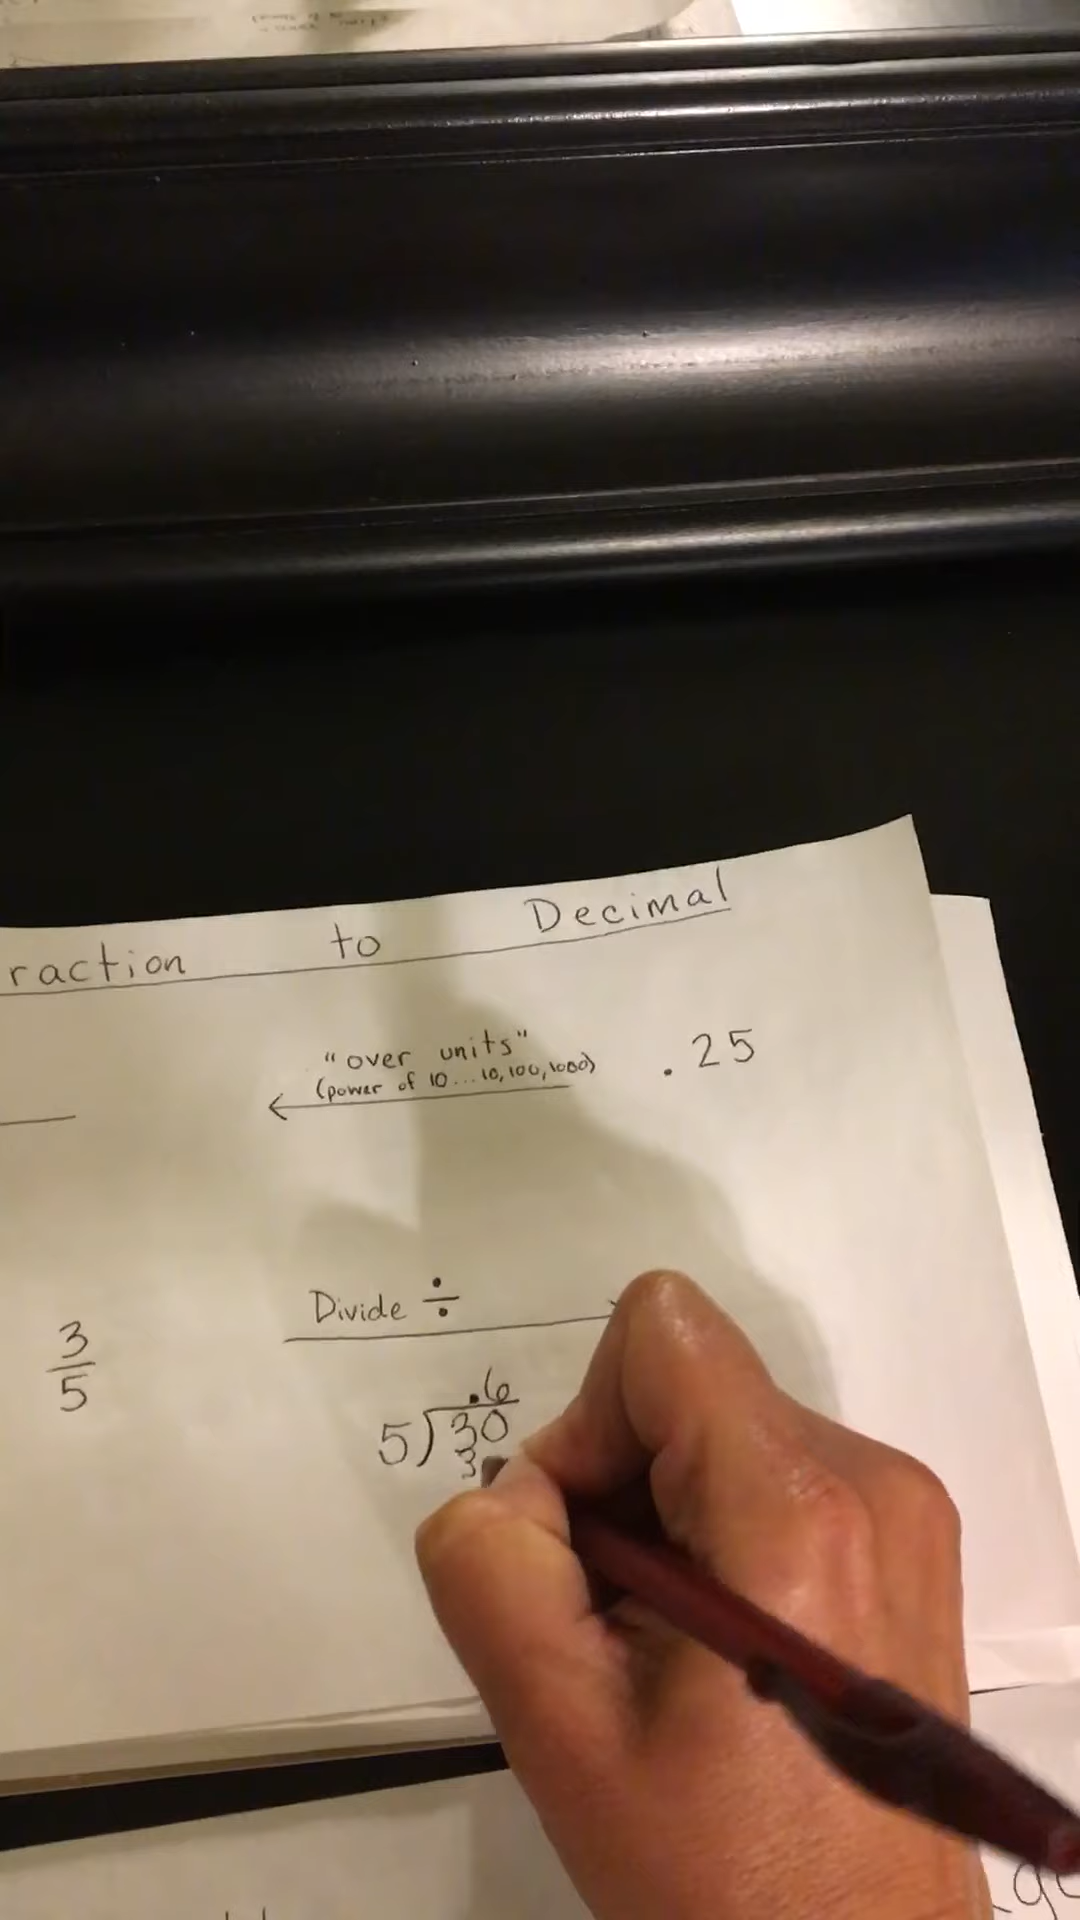 raction to Decimal
"over units"
(power of 10...10,100,1000)
.25
Divide ÷
3
5
.6
5)30
3